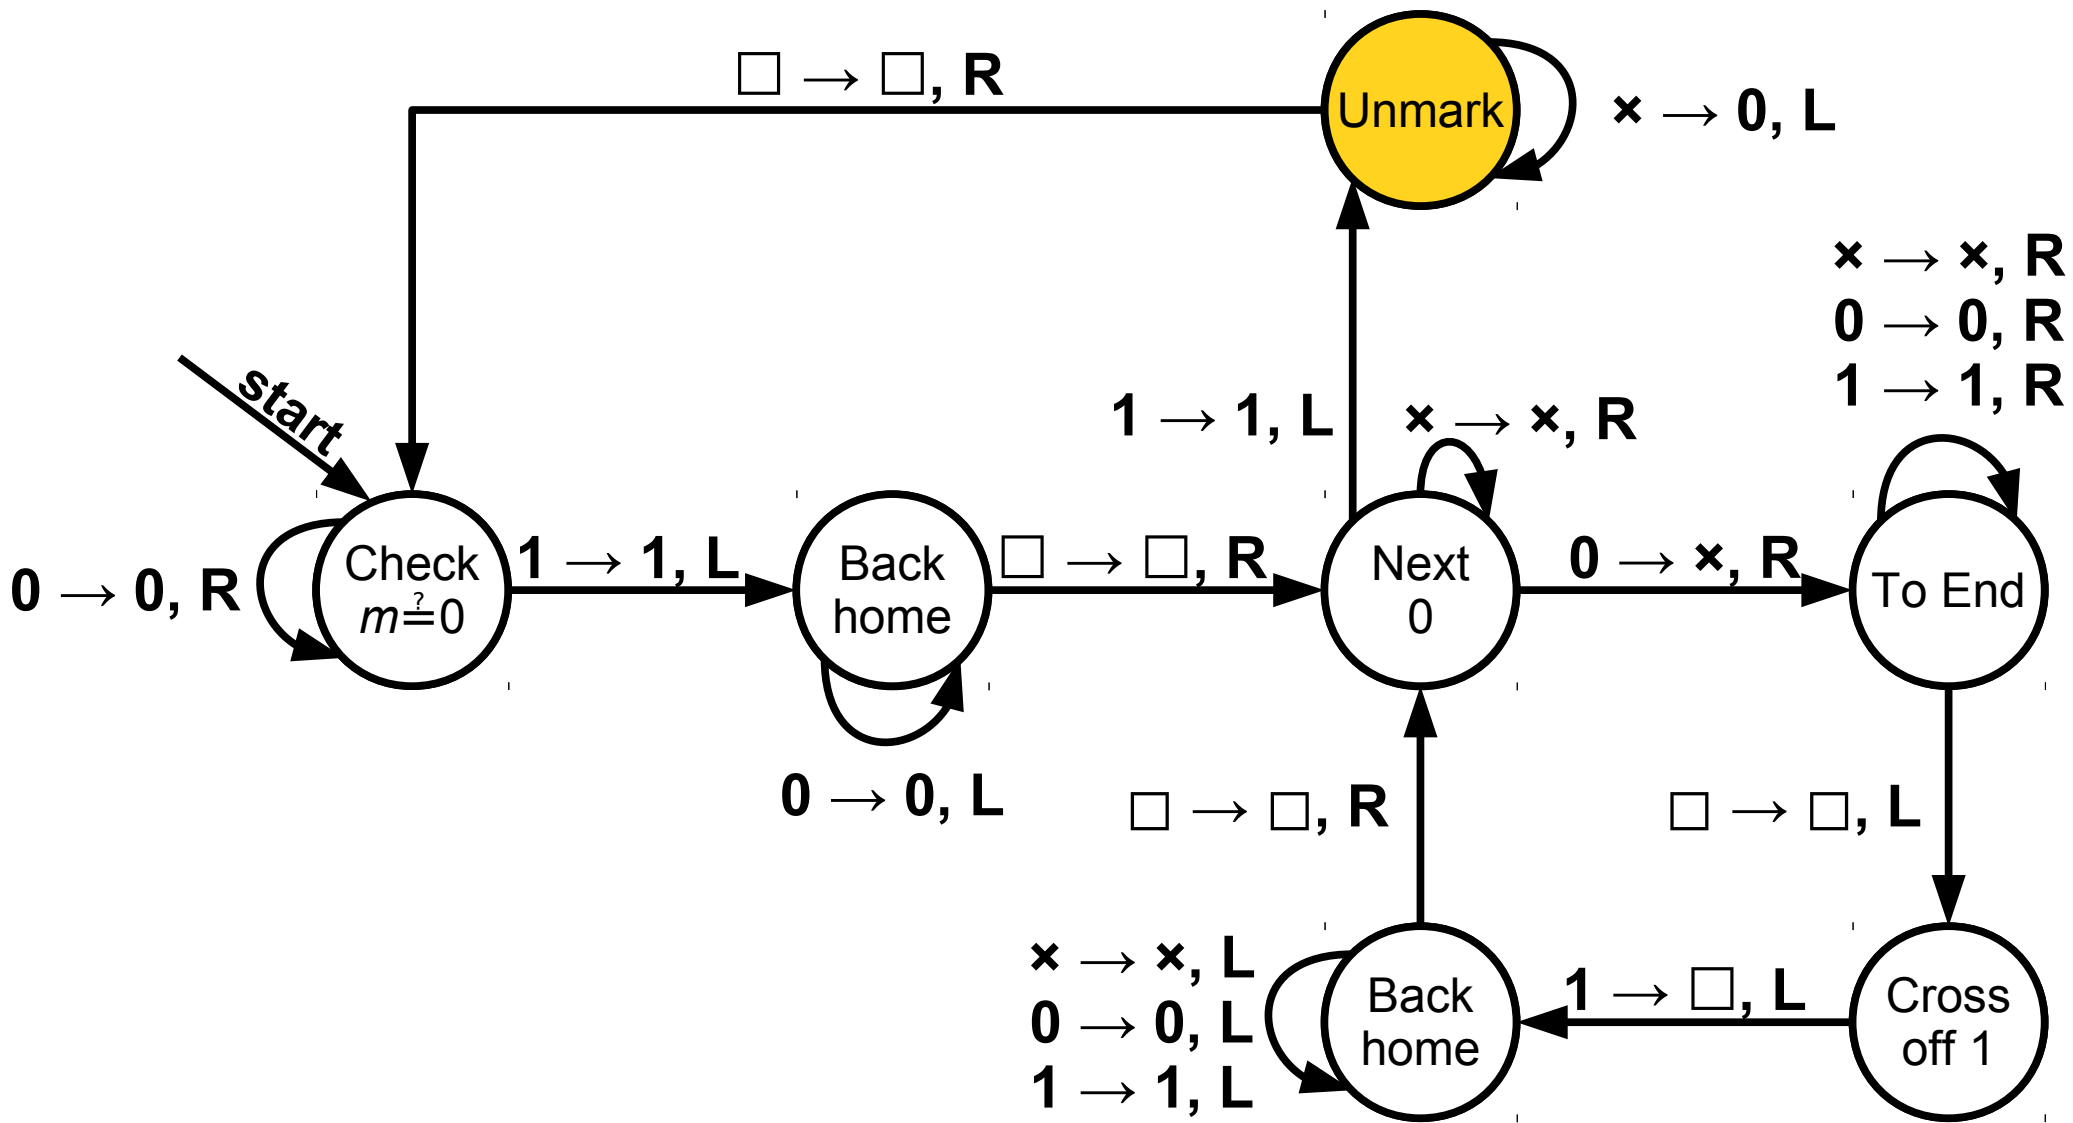 □ → □, R
Unmark
× → 0, L
× → ×, R
0 → 0, R
1 → 1, R
start
1 → 1, L
× → ×, R
0 → 0, R
Check
m≟0
1 → 1, L
Back
home
□ → □, R
Next
0
0 → ×, R
To End
0 → 0, L
□ → □, R
□ → □, L
× → ×, L
0 → 0, L
1 → 1, L
Back
home
1 → □, L
Cross
off 1